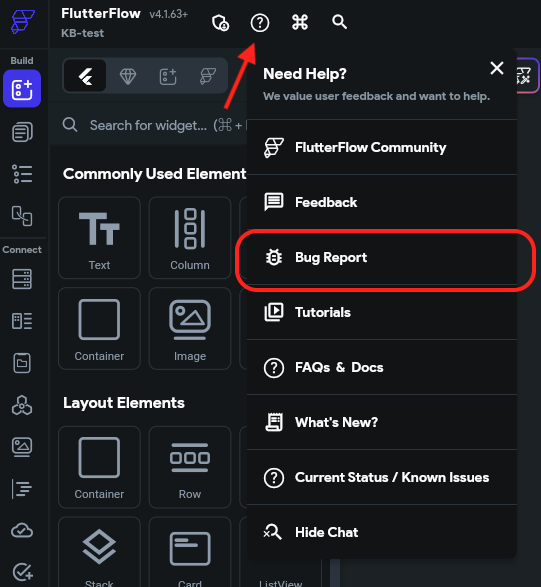 FlutterFlow v4.1.63+
KB-test
Build
Need Help?
We value user feedback and want to help.
Search for widget... (⌘ +
FlutterFlow Community
Commonly Used Element
Feedback
Text
Column
Connect
Bug Report
Tutorials
Container
Image
FAQs & Docs
Layout Elements
What's New?
Container
Row
Current Status / Known Issues
Hide Chat
Stack
Card
ListView